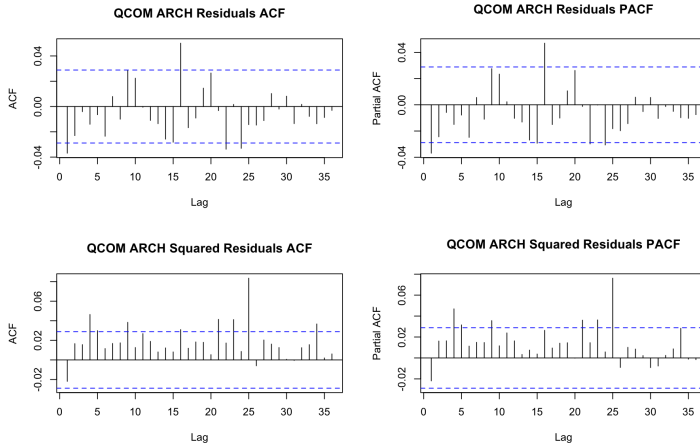 QCOM ARCH Residuals ACF
ACF
0.04
0.00
-0.04
0 5 10 15 20 25 30 35
Lag
QCOM ARCH Residuals PACF
Partial ACF
0.04
0.00
-0.04
0 5 10 15 20 25 30 35
Lag
QCOM ARCH Squared Residuals ACF
ACF
0.06
0.02
-0.02
0 5 10 15 20 25 30 35
Lag
QCOM ARCH Squared Residuals PACF
Partial ACF
0.06
0.02
-0.02
0 5 10 15 20 25 30 35
Lag